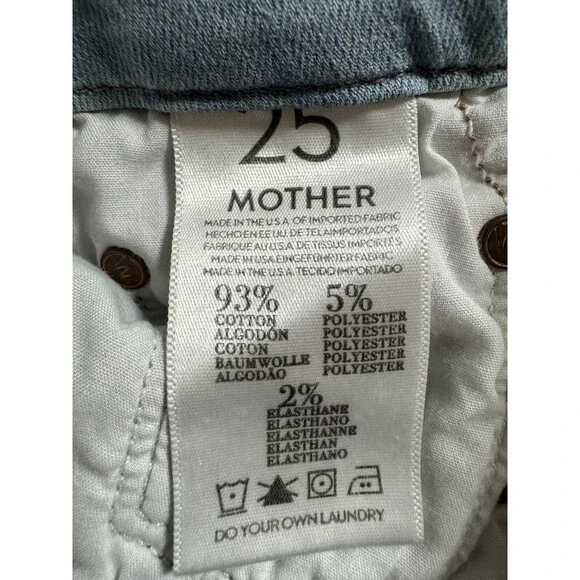 25
MOTHER
MADE IN THE U.S.A. OF IMPORTED FABRIC
HECHO EN EE.UU. DE TELA IMPORTADOS
FABRIQUE AU U.S.A. DE TISSUS IMPORTÉS
MADE IN USA EINGEFÜHRTER FABRIC
MADE IN THE U.S.A. TECIDO IMPORTADO
93% 5%
COTTON POLYESTER
ALGODÓN POLYESTER
COTON POLYESTER
BAUMWOLLE POLYESTER
ALGODÃO POLYESTER
2%
ELASTHANE
ELASTHANO
ELASTHANNE
ELASTHAN
ELASTHANO
DO YOUR OWN LAUNDRY